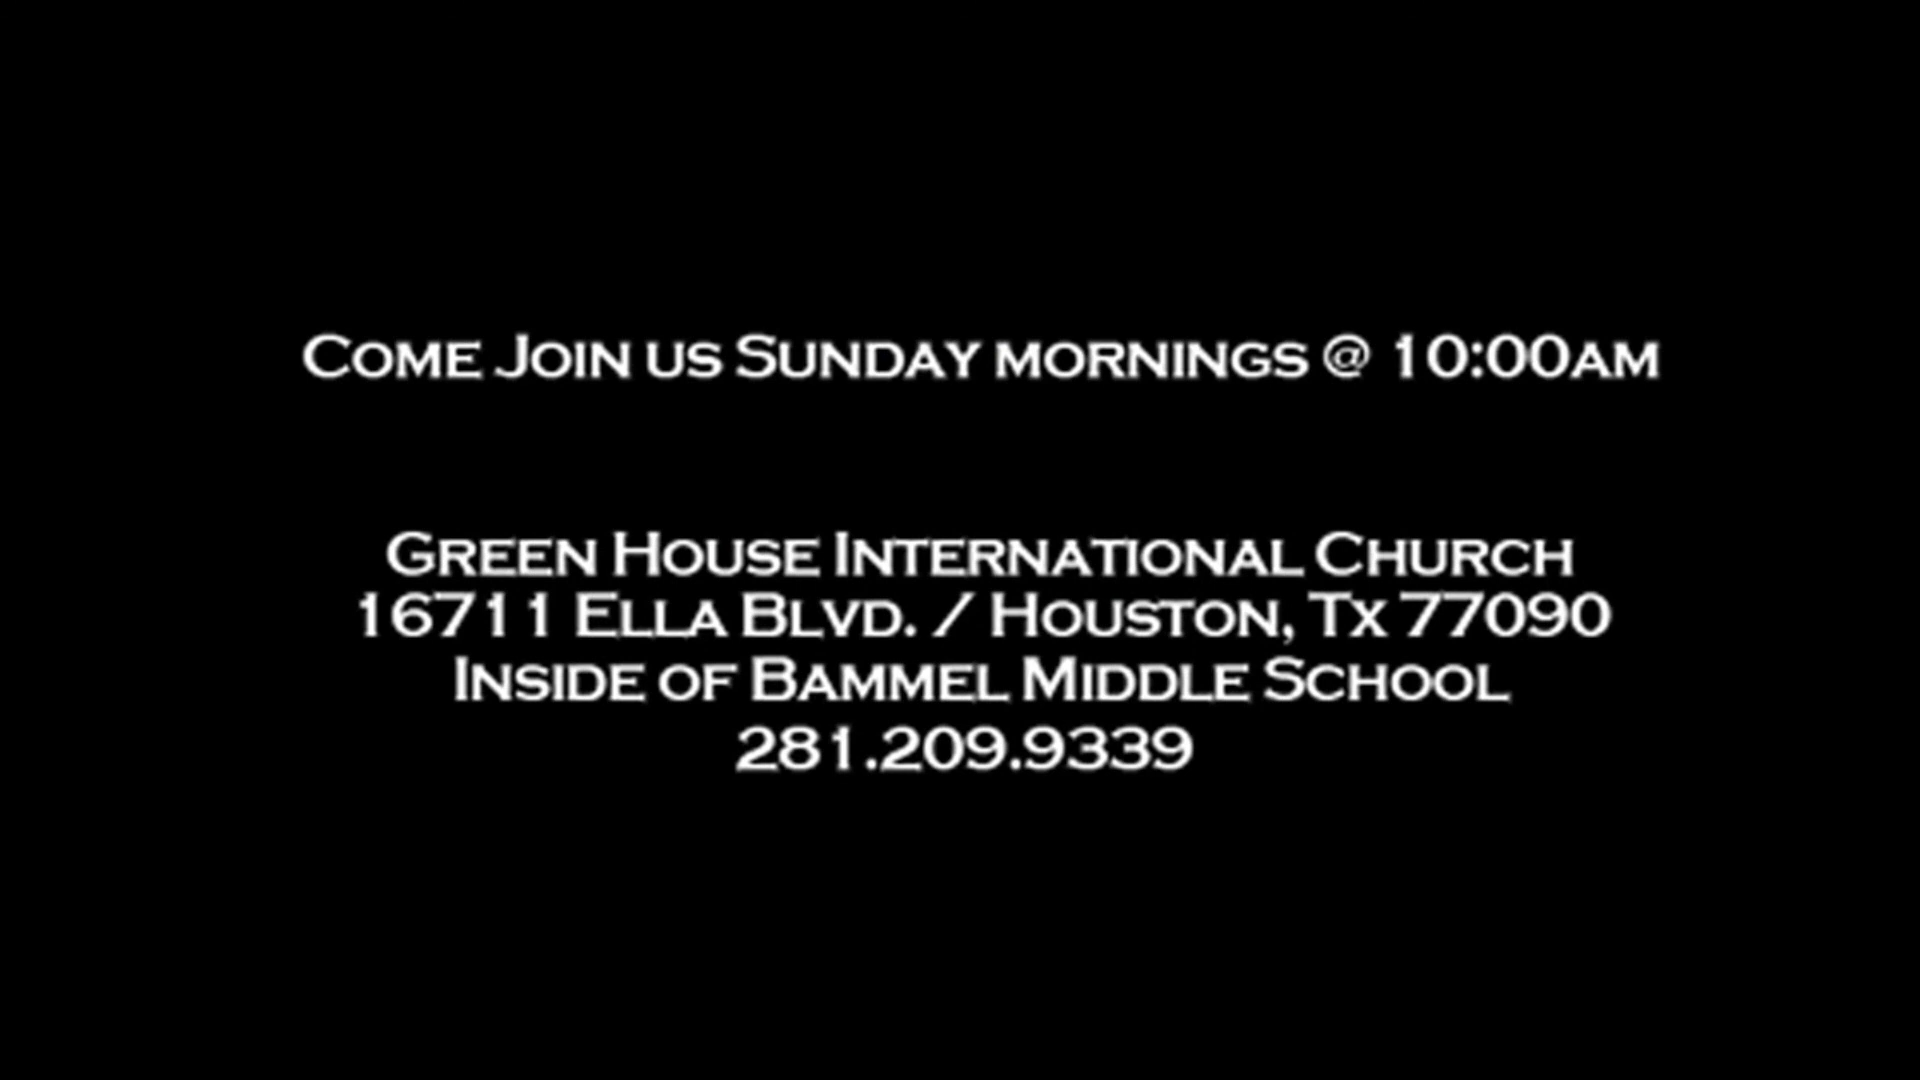 Come Join us Sunday mornings @ 10:00am
Green House International Church
16711 Ella Blvd. / Houston, Tx 77090
Inside of Bammel Middle School
281.209.9339